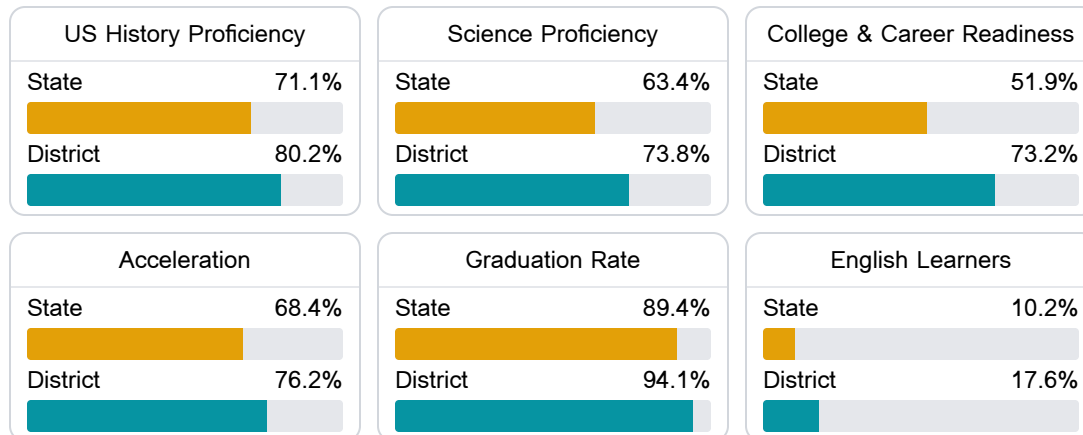 US History Proficiency
State 71.1%
District 80.2%
Science Proficiency
State 63.4%
District 73.8%
College & Career Readiness
State 51.9%
District 73.2%
Acceleration
State 68.4%
District 76.2%
Graduation Rate
State 89.4%
District 94.1%
English Learners
State 10.2%
District 17.6%